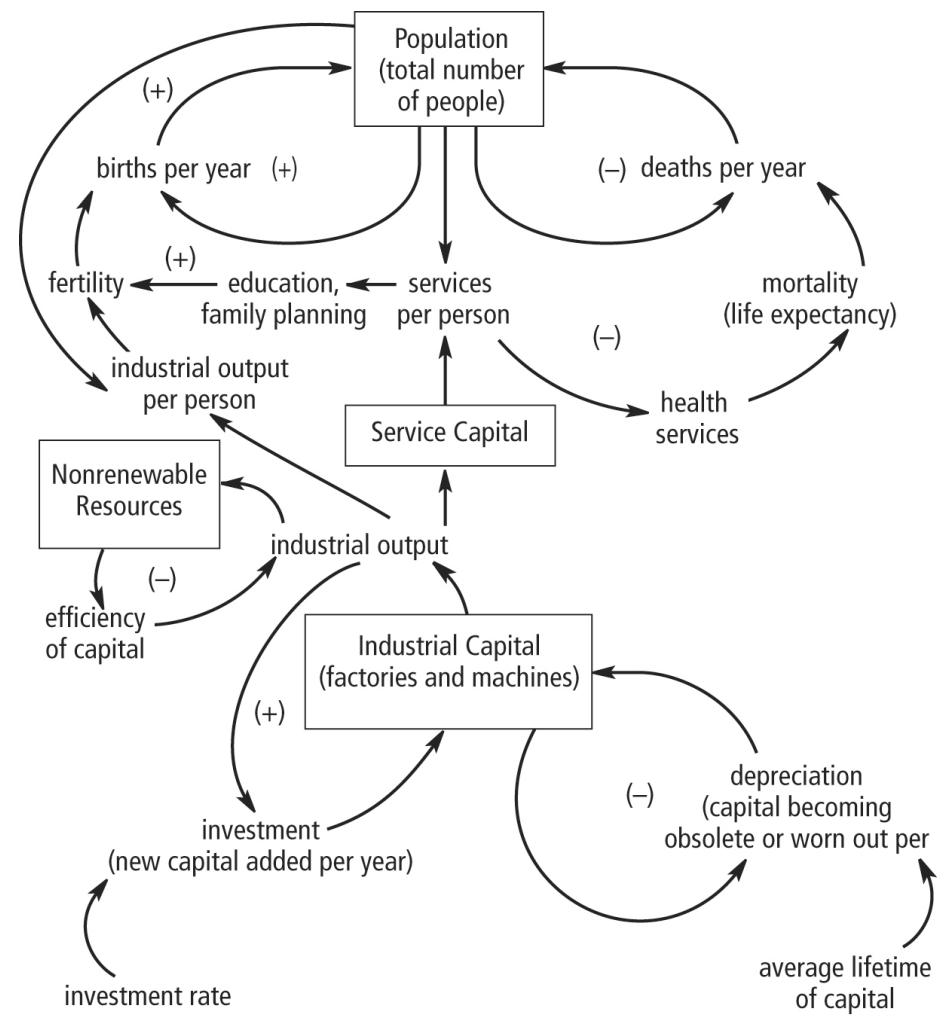 Population
(total number
of people)
(+)
births per year
(+)
(–)
deaths per year
(+)
fertility
education,
family planning
services
per person
mortality
(life expectancy)
(–)
industrial output
per person
health
services
Service Capital
Nonrenewable
Resources
industrial output
(–)
efficiency
of capital
Industrial Capital
(factories and machines)
(+)
depreciation
(capital becoming
obsolete or worn out per
(–)
investment
(new capital added per year)
average lifetime
of capital
investment rate